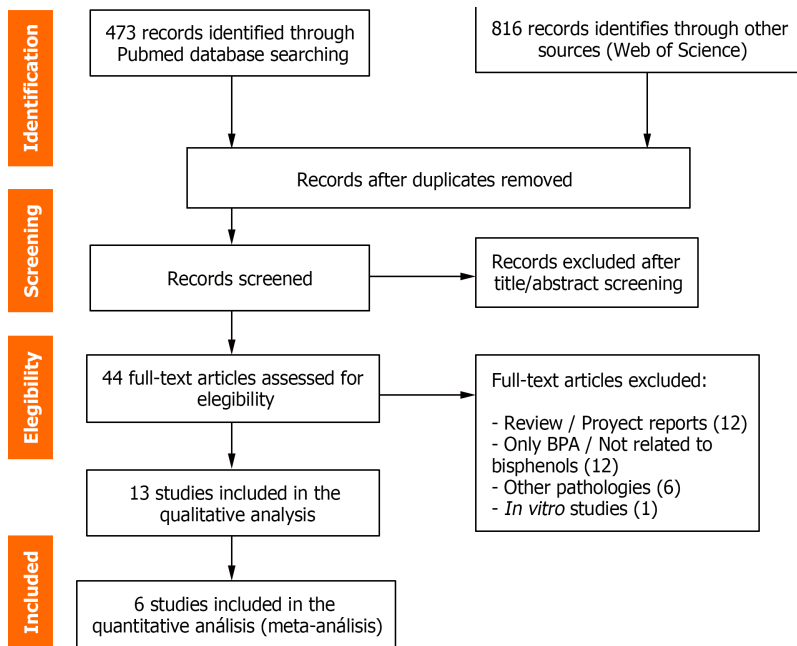 Identification
473 records identified through
Pubmed database searching
816 records identifies through other
sources (Web of Science)
Records after duplicates removed
Screening
Records screened
Records excluded after
title/abstract screening
Elegibility
44 full-text articles assessed for
elegibility
Full-text articles excluded:
- Review / Proyect reports (12)
- Only BPA / Not related to
bisphenols (12)
- Other pathologies (6)
- In vitro studies (1)
13 studies included in the
qualitative analysis
Included
6 studies included in the
quantitative análisis (meta-análisis)